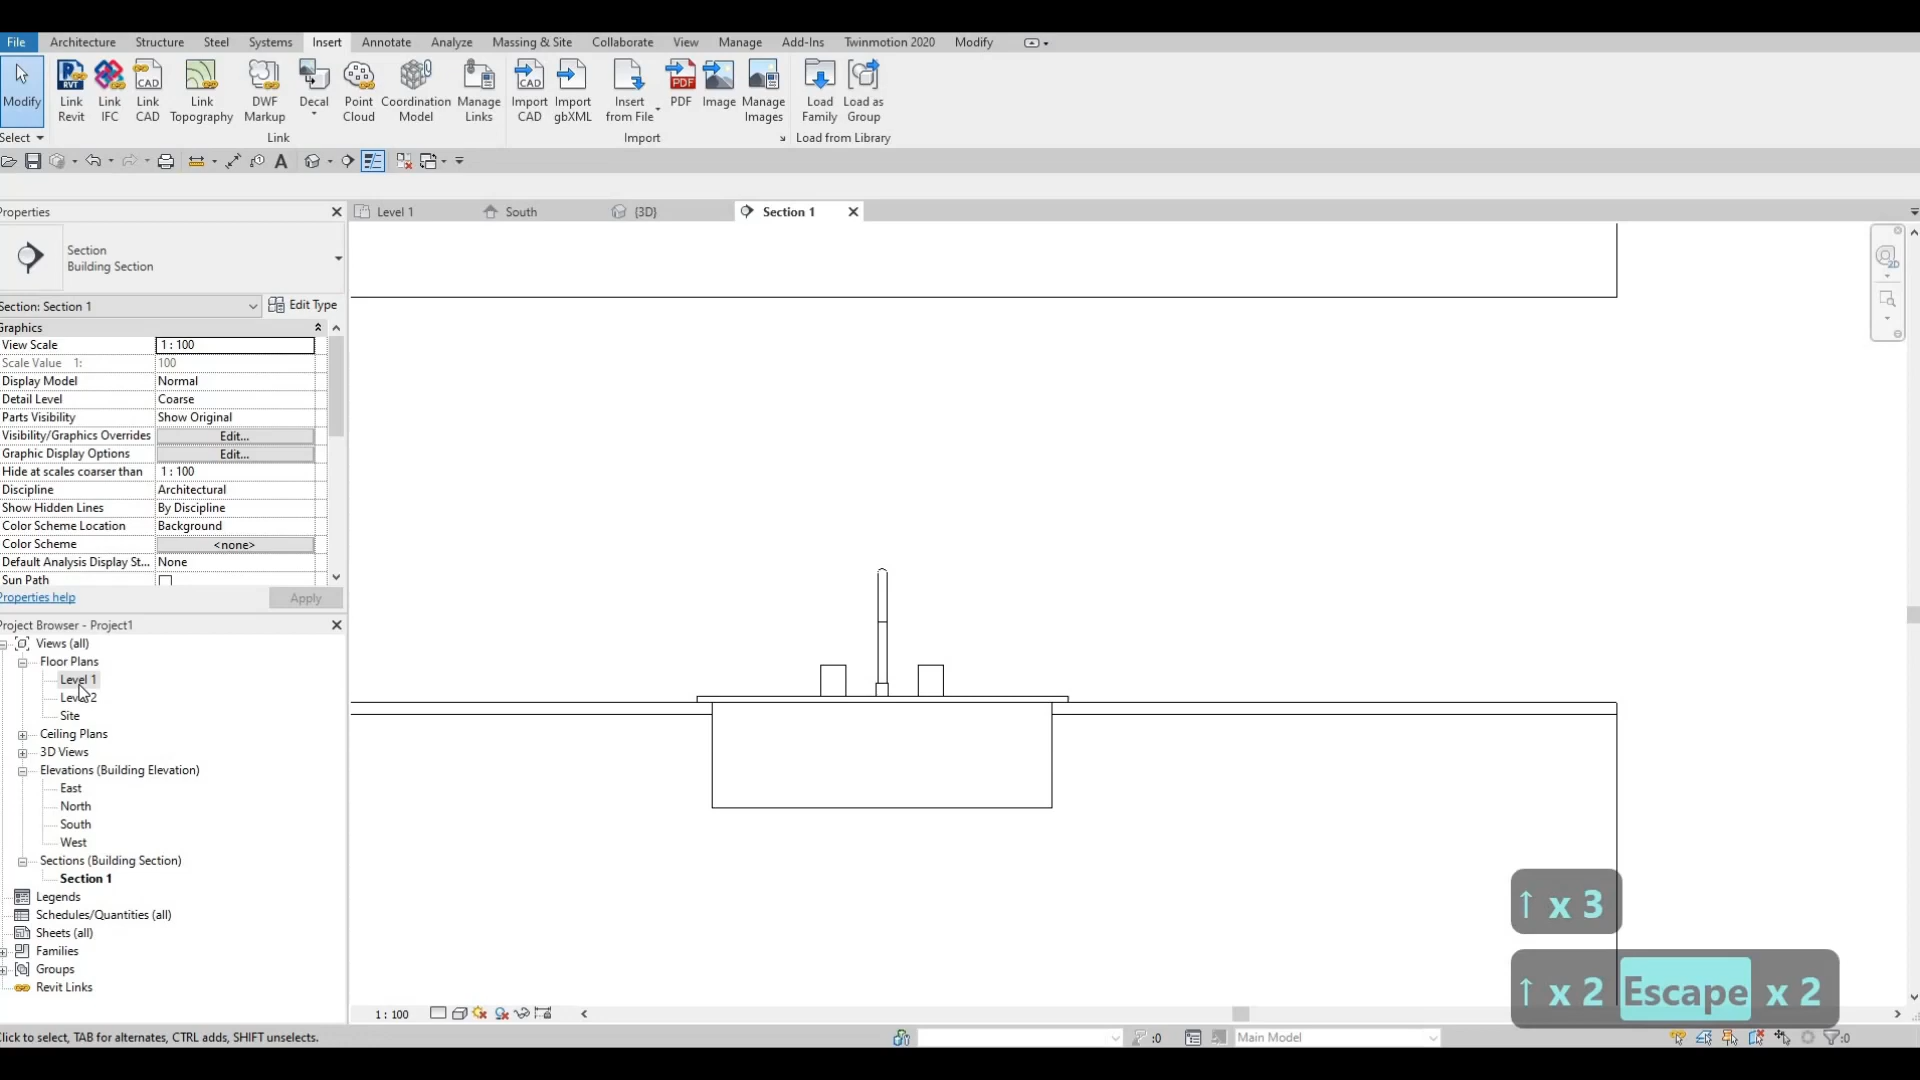 File Architecture Structure Steel Systems Insert Annotate Analyze Massing & Site Collaborate View Manage Add-Ins Twinmotion 2020 Modify
Modify Link Revit Link IFC Link CAD Link Topography DWF Markup Decal Point Cloud Coordination Model Manage Links Import CAD Import gbXML Insert from File PDF Image Manage Images Load Family Load as Group
Select Link Import Load from Library
Properties
Level 1 South {3D} Section 1
Section
Building Section
Section: Section 1 Edit Type
Graphics
View Scale 1 : 100
Scale Value 1: 100
Display Model Normal
Detail Level Coarse
Parts Visibility Show Original
Visibility/Graphics Overrides Edit...
Graphic Display Options Edit...
Hide at scales coarser than 1 : 100
Discipline Architectural
Show Hidden Lines By Discipline
Color Scheme Location Background
Color Scheme <none>
Default Analysis Display St... None
Sun Path
Properties help Apply
Project Browser - Project1
Views (all)
Floor Plans
Level 1
Level 2
Site
Ceiling Plans
3D Views
Elevations (Building Elevation)
East
North
South
West
Sections (Building Section)
Section 1
Legends
Schedules/Quantities (all)
Sheets (all)
Families
Groups
Revit Links
↑ x 3
↑ x 2 Escape x 2
1 : 100
Click to select, TAB for alternates, CTRL adds, SHIFT unselects. :0 Main Model :0